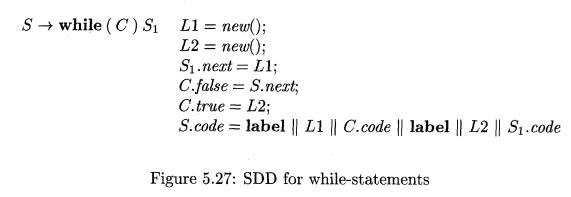 S → while ( C ) S₁ L1 = new();
L2 = new();
S₁.next = L1;
C.false = S.next;
C.true = L2;
S.code = label || L1 || C.code || label || L2 || S₁.code
Figure 5.27: SDD for while-statements